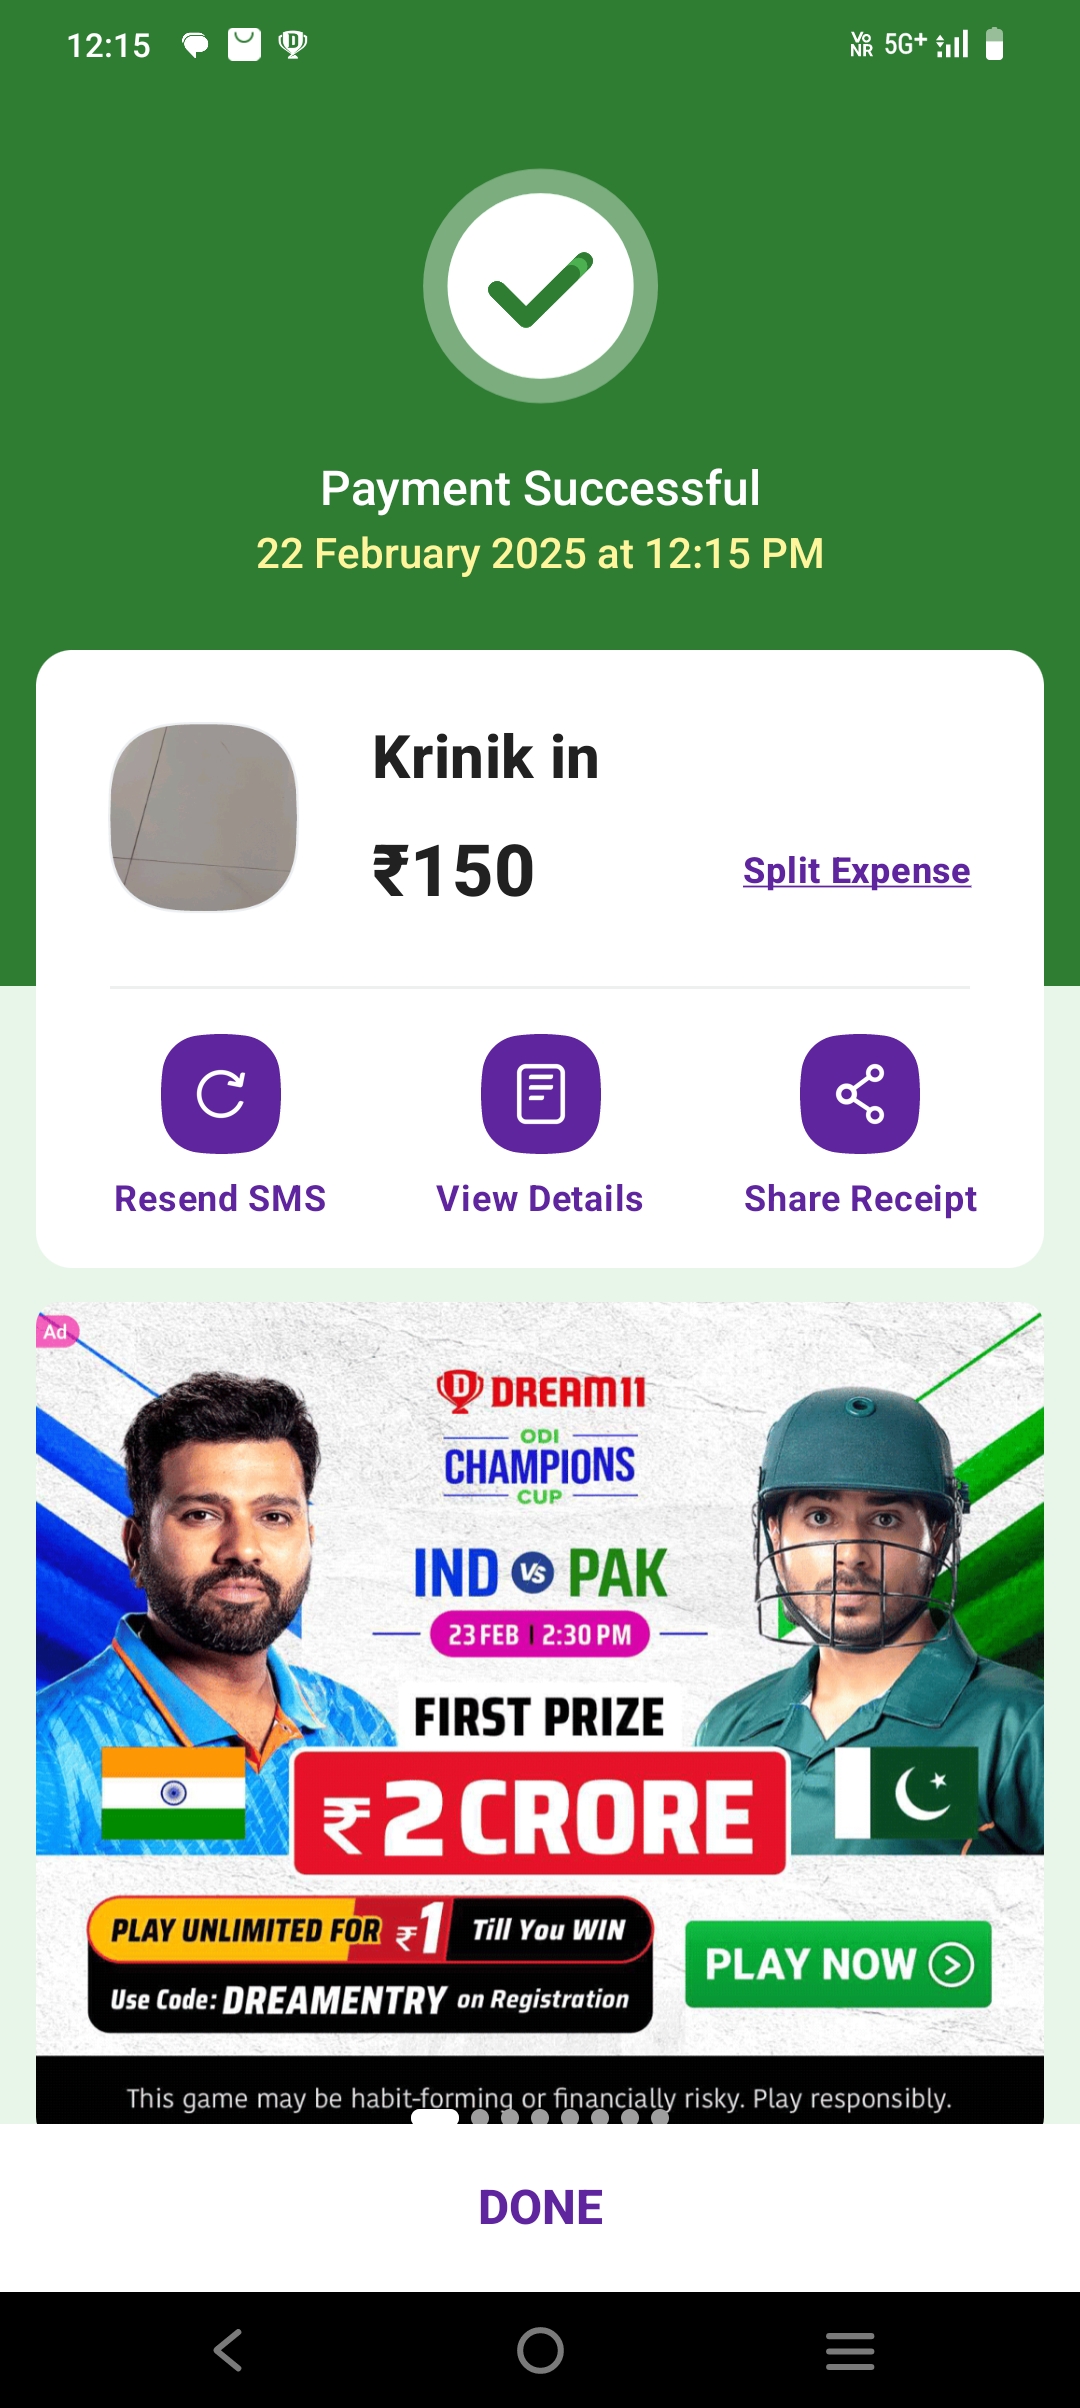 12:15
Vo
NR 5G+
Payment Successful
22 February 2025 at 12:15 PM
Krinik in
₹150
Split Expense
Resend SMS
View Details
Share Receipt
Ad
D DREAM11
ODI
CHAMPIONS
CUP
IND VS PAK
23 FEB | 2:30 PM
FIRST PRIZE
₹2 CRORE
PLAY UNLIMITED FOR ₹1 Till You WIN
Use Code: DREAMENTRY on Registration
PLAY NOW
This game may be habit-forming or financially risky. Play responsibly.
DONE